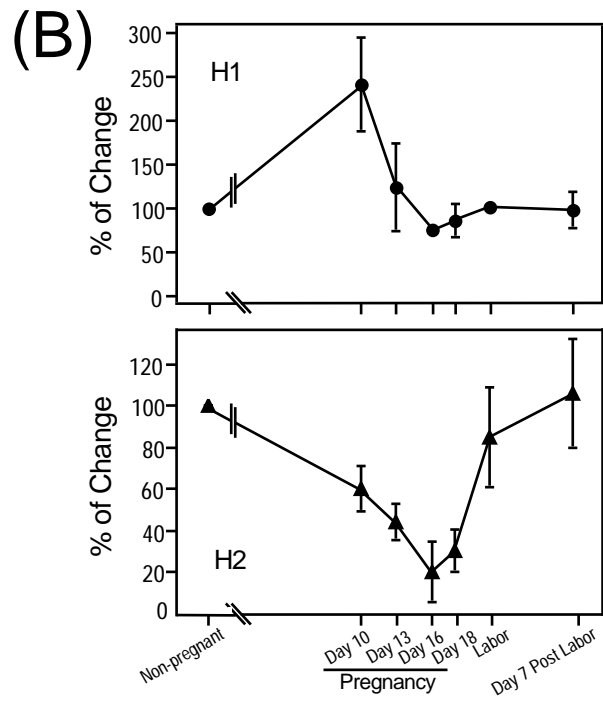 (B)
H1
% of Change
300
250
200
150
100
50
0
H2
% of Change
120
100
80
60
40
20
0
Non-pregnant
Day 10
Day 13
Day 16
Day 18
Labor
Day 7 Post Labor
Pregnancy